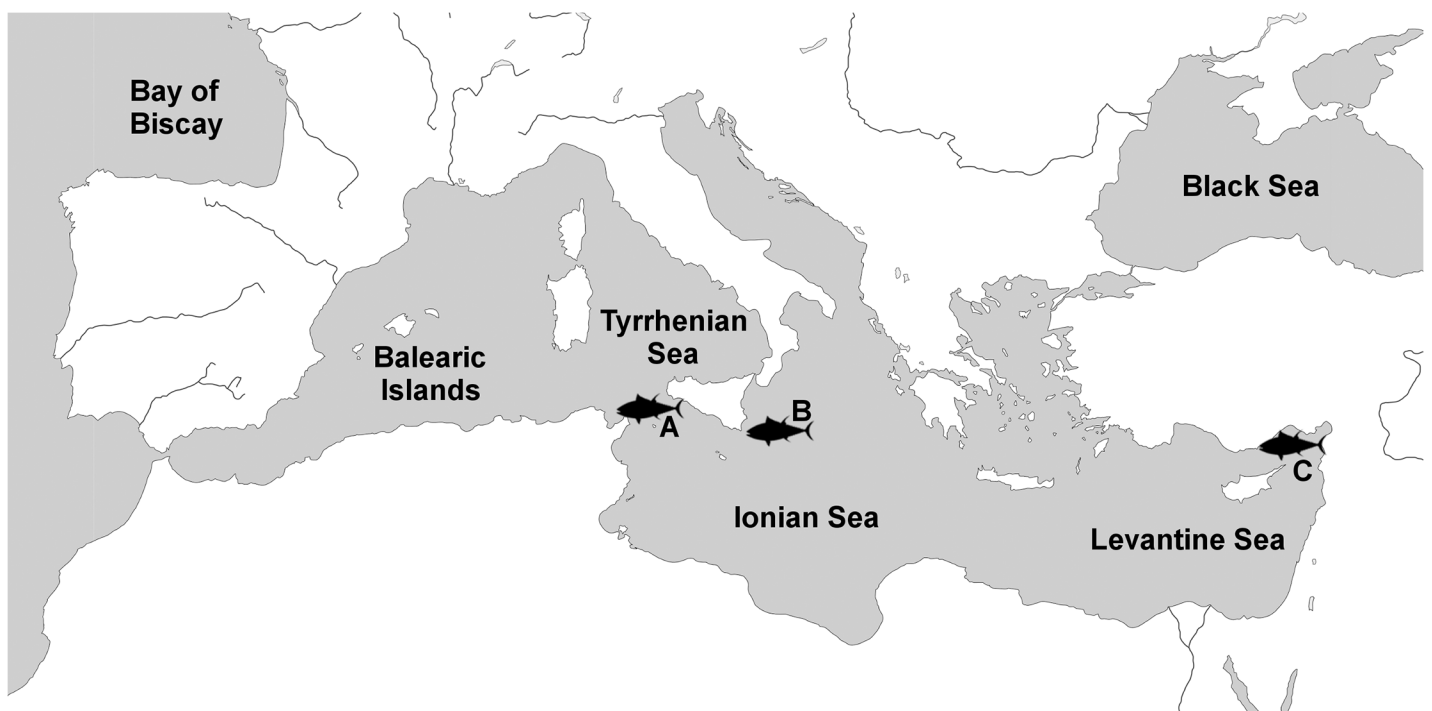 Bay of
Biscay
Black Sea
Tyrrhenian
Sea
Balearic
Islands
A
B
C
Ionian Sea
Levantine Sea